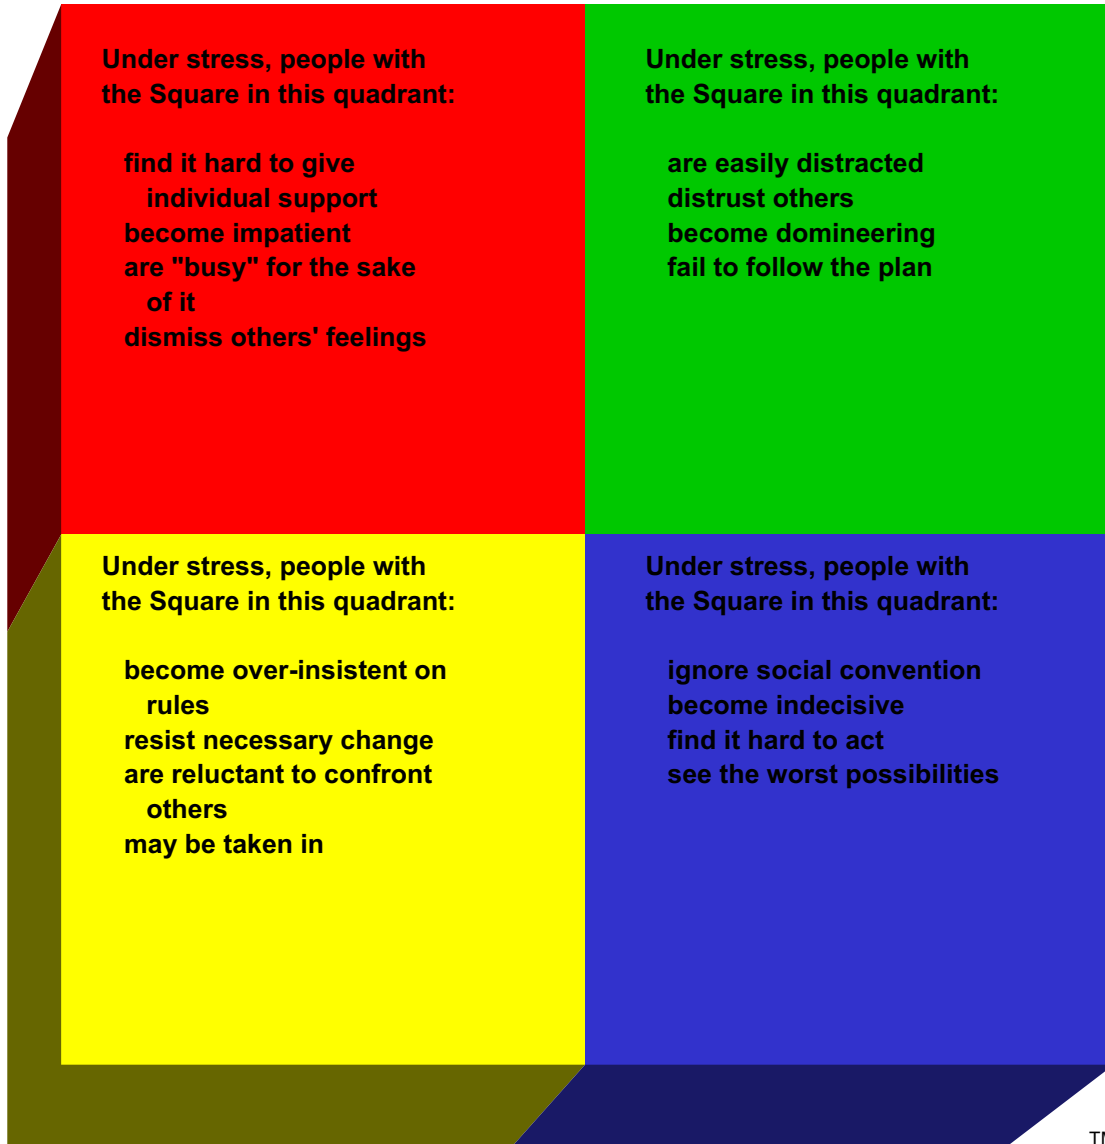 Under stress, people with
the Square in this quadrant:
find it hard to give
individual support
become impatient
are "busy" for the sake
of it
dismiss others' feelings
Under stress, people with
the Square in this quadrant:
are easily distracted
distrust others
become domineering
fail to follow the plan
Under stress, people with
the Square in this quadrant:
become over-insistent on
rules
resist necessary change
are reluctant to confront
others
may be taken in
Under stress, people with
the Square in this quadrant:
ignore social convention
become indecisive
find it hard to act
see the worst possibilities